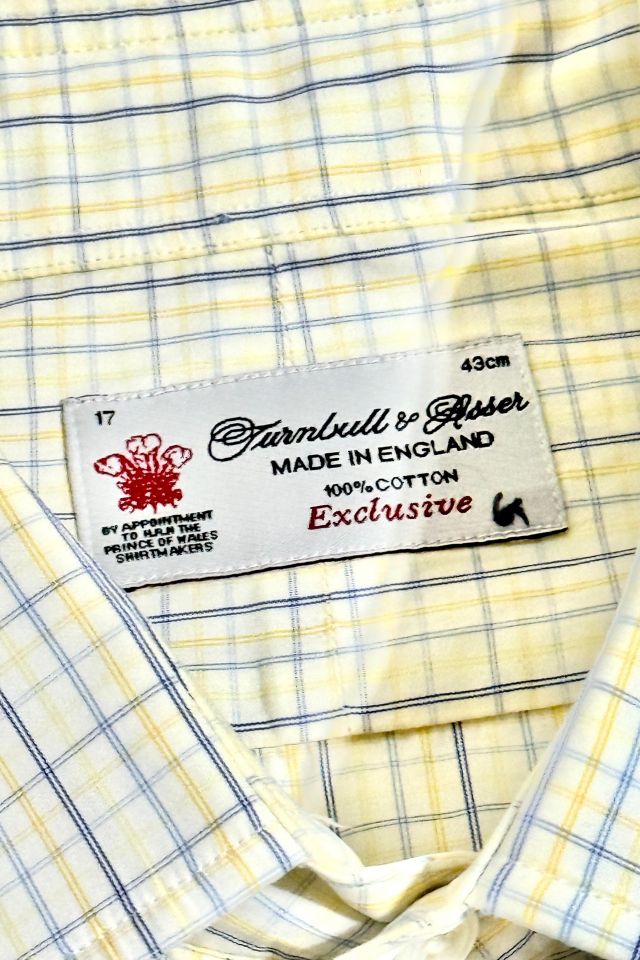 17
43cm
Turnbull & Asser
MADE IN ENGLAND
100% COTTON
Exclusive
BY APPOINTMENT
TO H.R.H THE
PRINCE OF WALES
SHIRTMAKERS